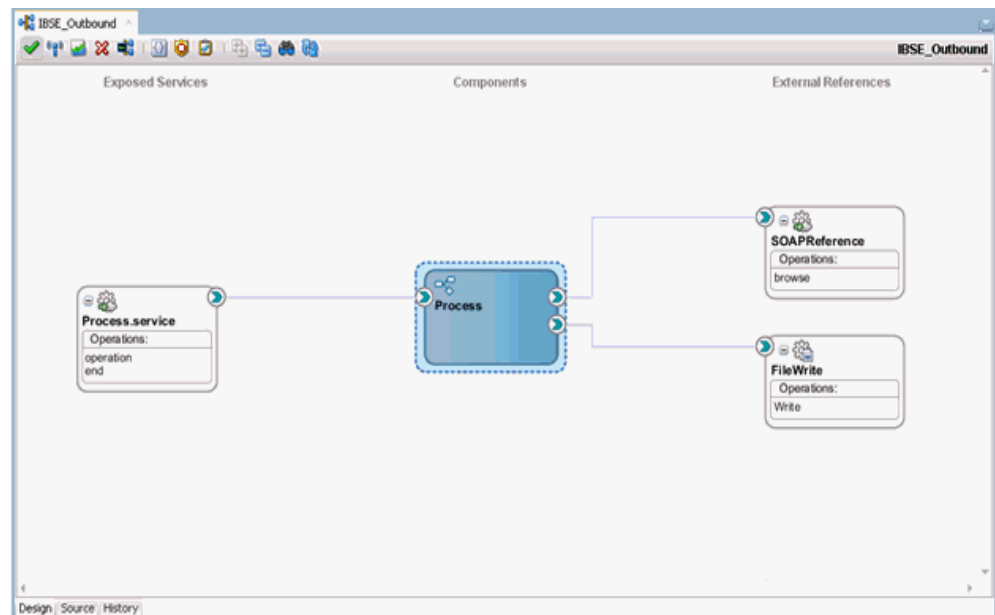 IBSE_Outbound
IBSE_Outbound
Exposed Services
Components
External References
SOAPReference
Operations:
browse
Process
Process.service
Operations:
operation
end
FileWrite
Operations:
Write
Design Source History